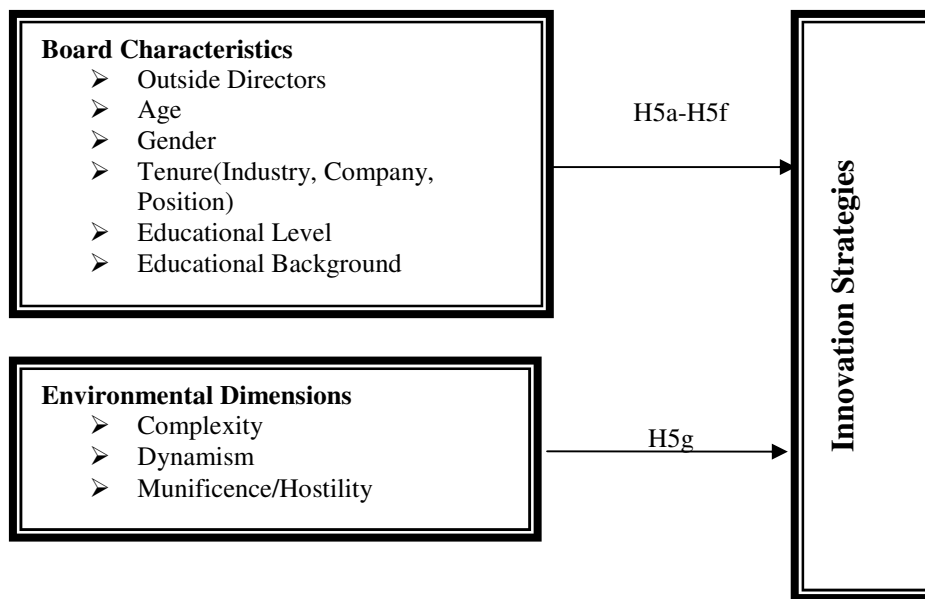 Board Characteristics
➢ Outside Directors
➢ Age
➢ Gender
➢ Tenure(Industry, Company,
Position)
➢ Educational Level
➢ Educational Background
H5a-H5f
Environmental Dimensions
➢ Complexity
➢ Dynamism
➢ Munificence/Hostility
H5g
Innovation Strategies